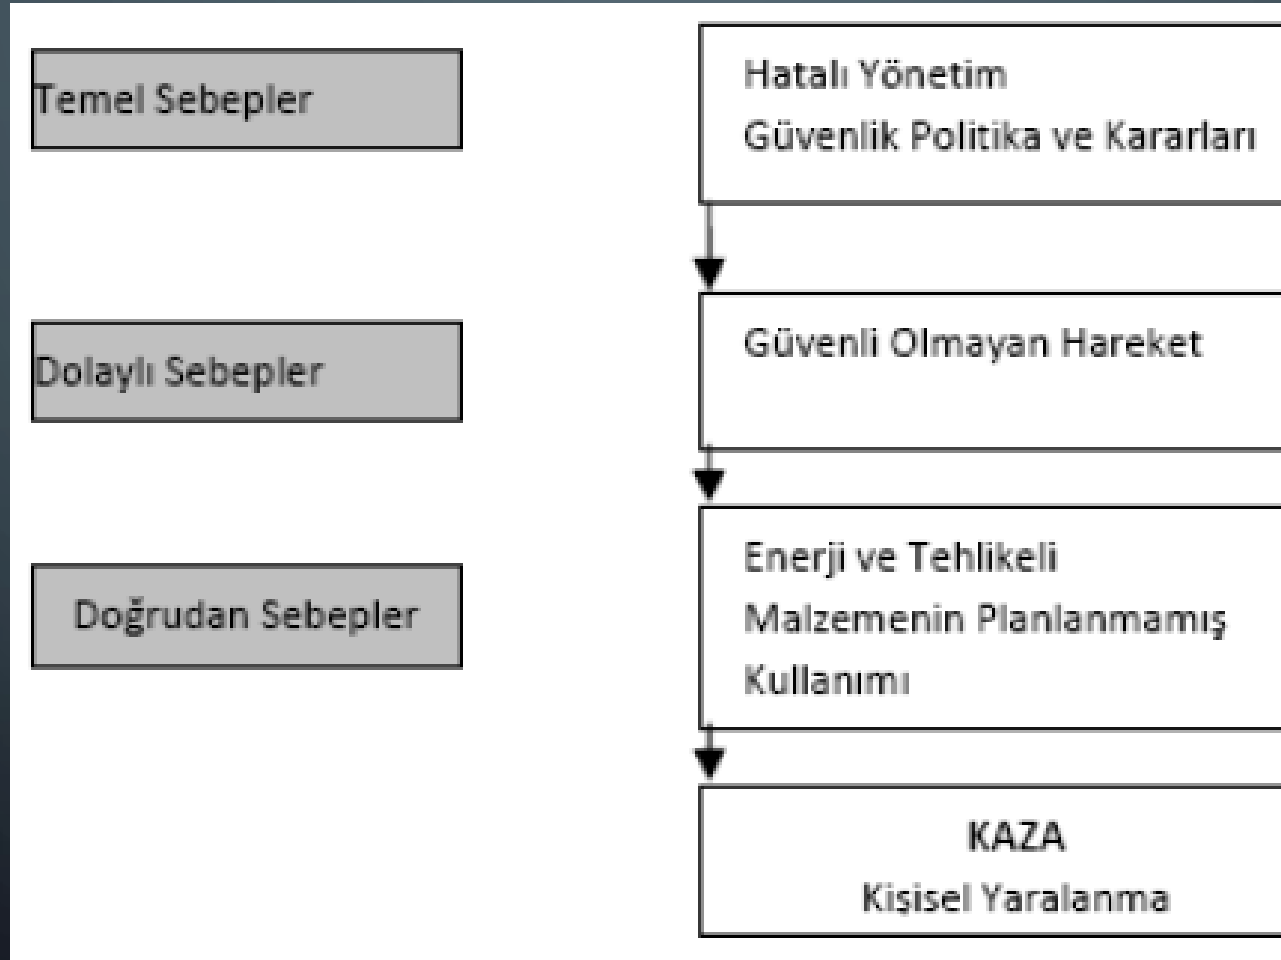 Temel Sebepler
Hatalı Yönetim
Güvenlik Politika ve Kararları
Dolaylı Sebepler
Güvenli Olmayan Hareket
Doğrudan Sebepler
Enerji ve Tehlikeli
Malzemenin Planlanmamış
Kullanımı
KAZA
Kişisel Yaralanma